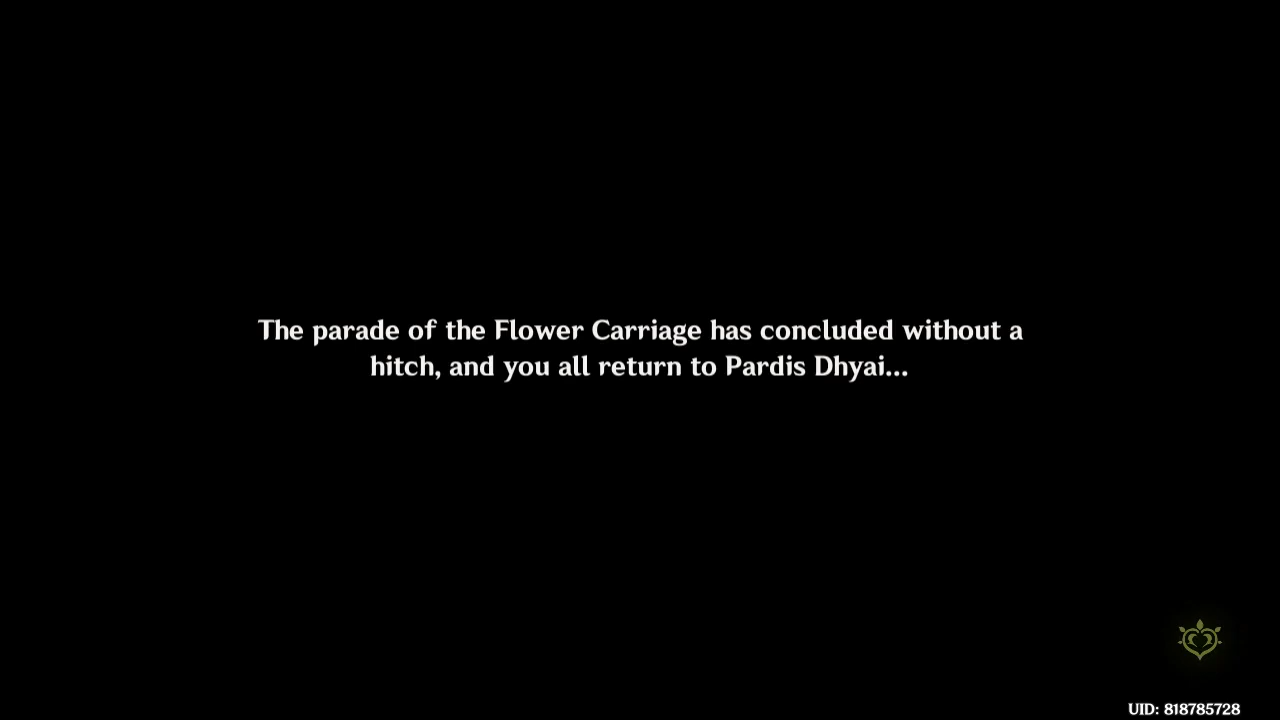 The parade of the Flower Carriage has concluded without a
hitch, and you all return to Pardis Dhyai...
UID: 818785728